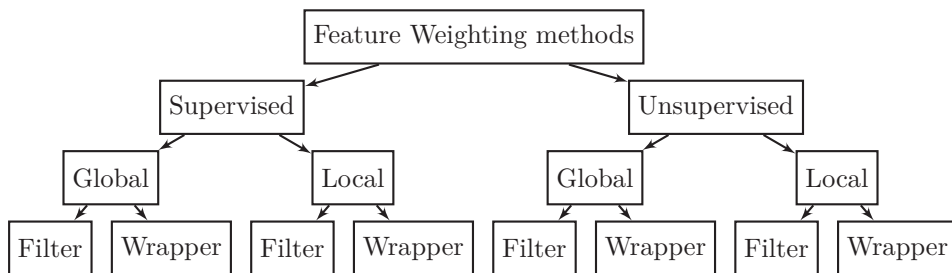 Feature Weighting methods
Supervised
Unsupervised
Global
Local
Global
Local
Filter
Wrapper
Filter
Wrapper
Filter
Wrapper
Filter
Wrapper